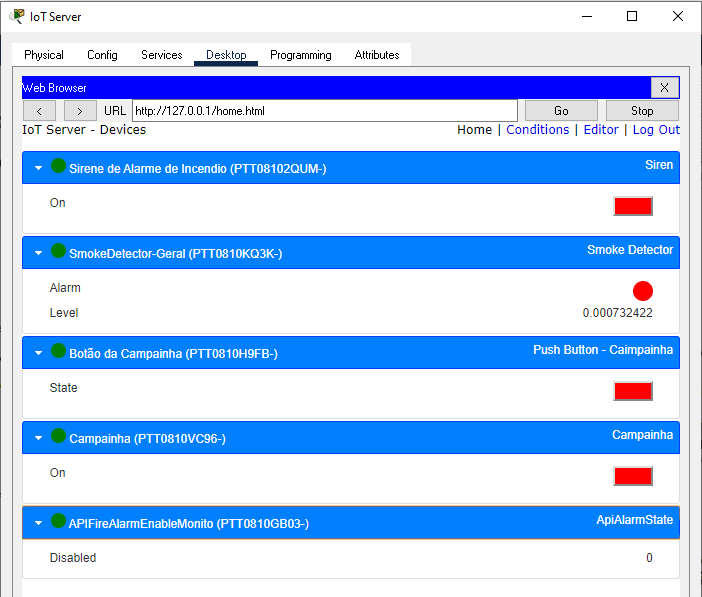 IoT Server
Physical Config Services Desktop Programming Attributes
Web Browser X
< > URL http://127.0.0.1/home.html Go Stop
IoT Server - Devices Home | Conditions | Editor | Log Out
Sirene de Alarme de Incendio (PTT08102QUM-) Siren
On
SmokeDetector-Geral (PTT0810KQ3K-) Smoke Detector
Alarm
Level 0.000732422
Botão da Campainha (PTT0810H9FB-) Push Button - Caimpainha
State
Campainha (PTT0810VC96-) Campainha
On
APIFireAlarmEnableMonito (PTT0810GB03-) ApiAlarmState
Disabled 0